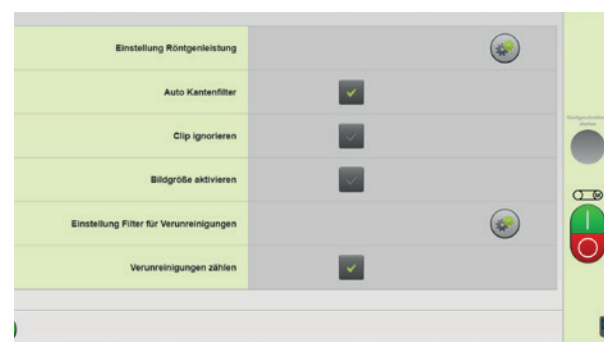 Einstellung Röntgenleistung
Auto Kantenfilter
Clip ignorieren
Bildgröße aktivieren
Einstellung Filter für Verunreinigungen
Verunreinigungen zählen